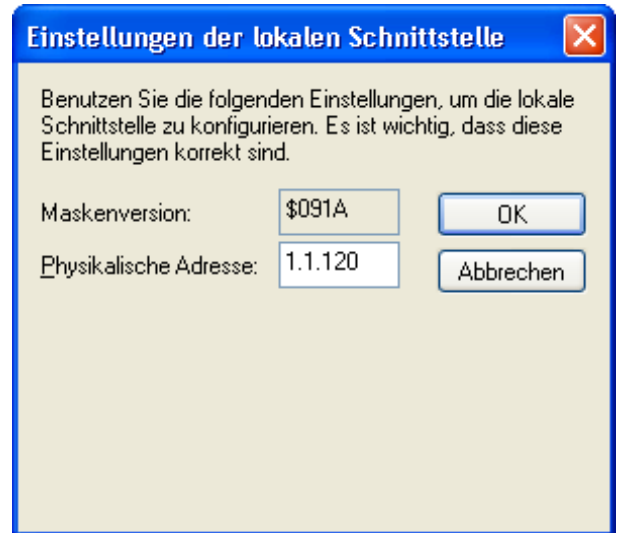 Einstellungen der lokalen Schnittstelle
Benutzen Sie die folgenden Einstellungen, um die lokale
Schnittstelle zu konfigurieren. Es ist wichtig, dass diese
Einstellungen korrekt sind.
Maskenversion: $091A OK
Physikalische Adresse: 1.1.120 Abbrechen